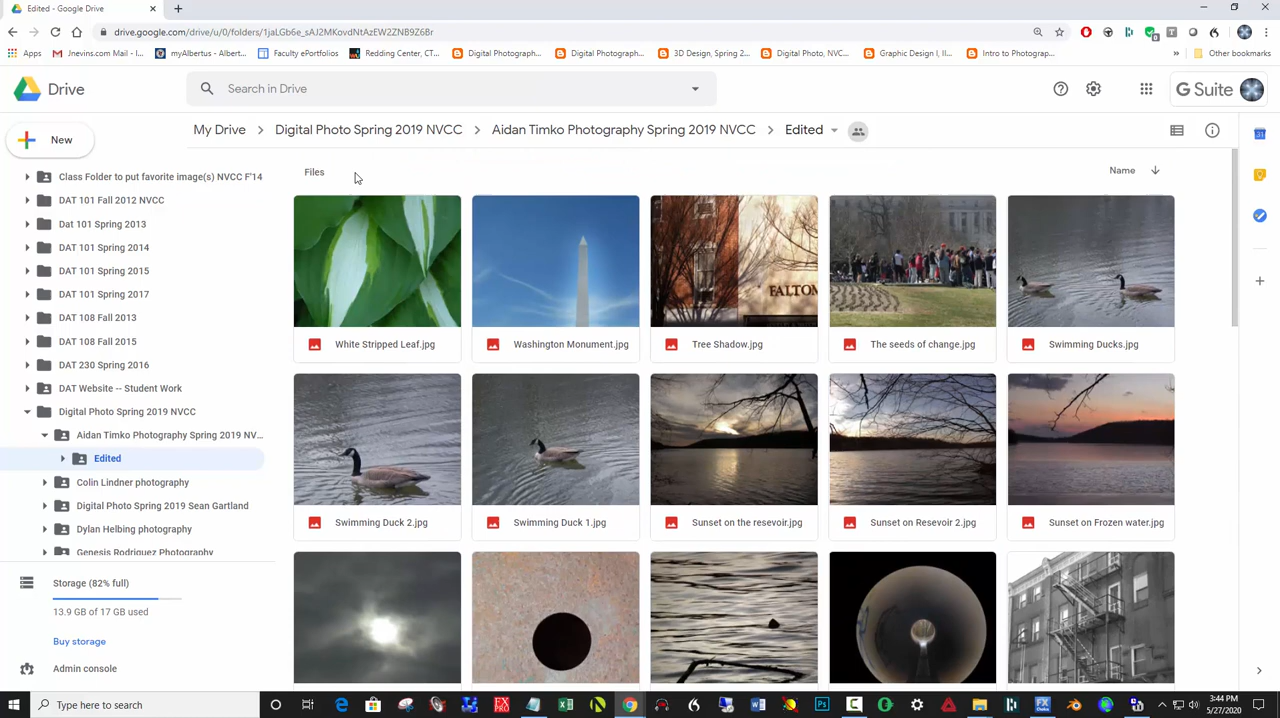 Edited - Google Drive
drive.google.com/drive/u/0/folders/1jaLGb6e_sAJ2MKovdNtAzEW2ZNB9Z6Br
Apps
Jnevins.com Mail - I...
myAlbertus - Albert...
Faculty ePortfolios
Redding Center, CT...
Digital Photograph...
Digital Photograph...
3D Design, Spring 2...
Digital Photo, NVC...
Graphic Design I, II...
Intro to Photograp...
Other bookmarks
Drive
Search in Drive
G Suite
New
My Drive > Digital Photo Spring 2019 NVCC > Aidan Timko Photography Spring 2019 NVCC > Edited
Files
Name
Class Folder to put favorite image(s) NVCC F'14
DAT 101 Fall 2012 NVCC
Dat 101 Spring 2013
DAT 101 Spring 2014
DAT 101 Spring 2015
DAT 101 Spring 2017
DAT 108 Fall 2013
DAT 108 Fall 2015
DAT 230 Spring 2016
DAT Website -- Student Work
Digital Photo Spring 2019 NVCC
Aidan Timko Photography Spring 2019 NV...
Edited
Colin Lindner photography
Digital Photo Spring 2019 Sean Gartland
Dylan Helbing photography
Genesis Rodriguez Photography
Storage (82% full)
13.9 GB of 17 GB used
Buy storage
Admin console
FALTO
White Stripped Leaf.jpg
Washington Monument.jpg
Tree Shadow.jpg
The seeds of change.jpg
Swimming Ducks.jpg
Swimming Duck 2.jpg
Swimming Duck 1.jpg
Sunset on the resevoir.jpg
Sunset on Resevoir 2.jpg
Sunset on Frozen water.jpg
Type here to search
3:44 PM
5/27/2020